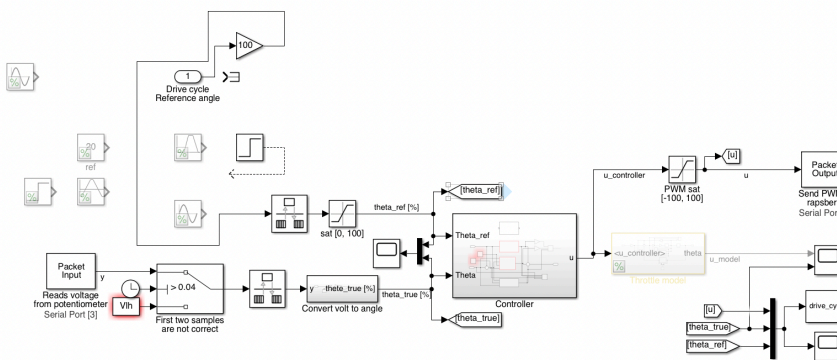 100
1
Drive cycle
Reference angle
20
ref
[theta_ref]
theta_ref [%]
sat [0, 100]
u_controller
PWM sat
[-100, 100]
[u]
u
Packet
Output
Send PW
rapsber
Serial Por
Theta_ref
Theta
u
Controller
<u_controller>
theta
Throttle model
u_model
Packet
Input
y
Reads voltage
from potentiometer
Serial Port [3]
> 0.04
Vlh
First two samples
are not correct
y
theta_true [%]
Convert volt to angle
theta_true [%]
[theta_true]
[u]
[theta_true]
[theta_ref]
drive_cy